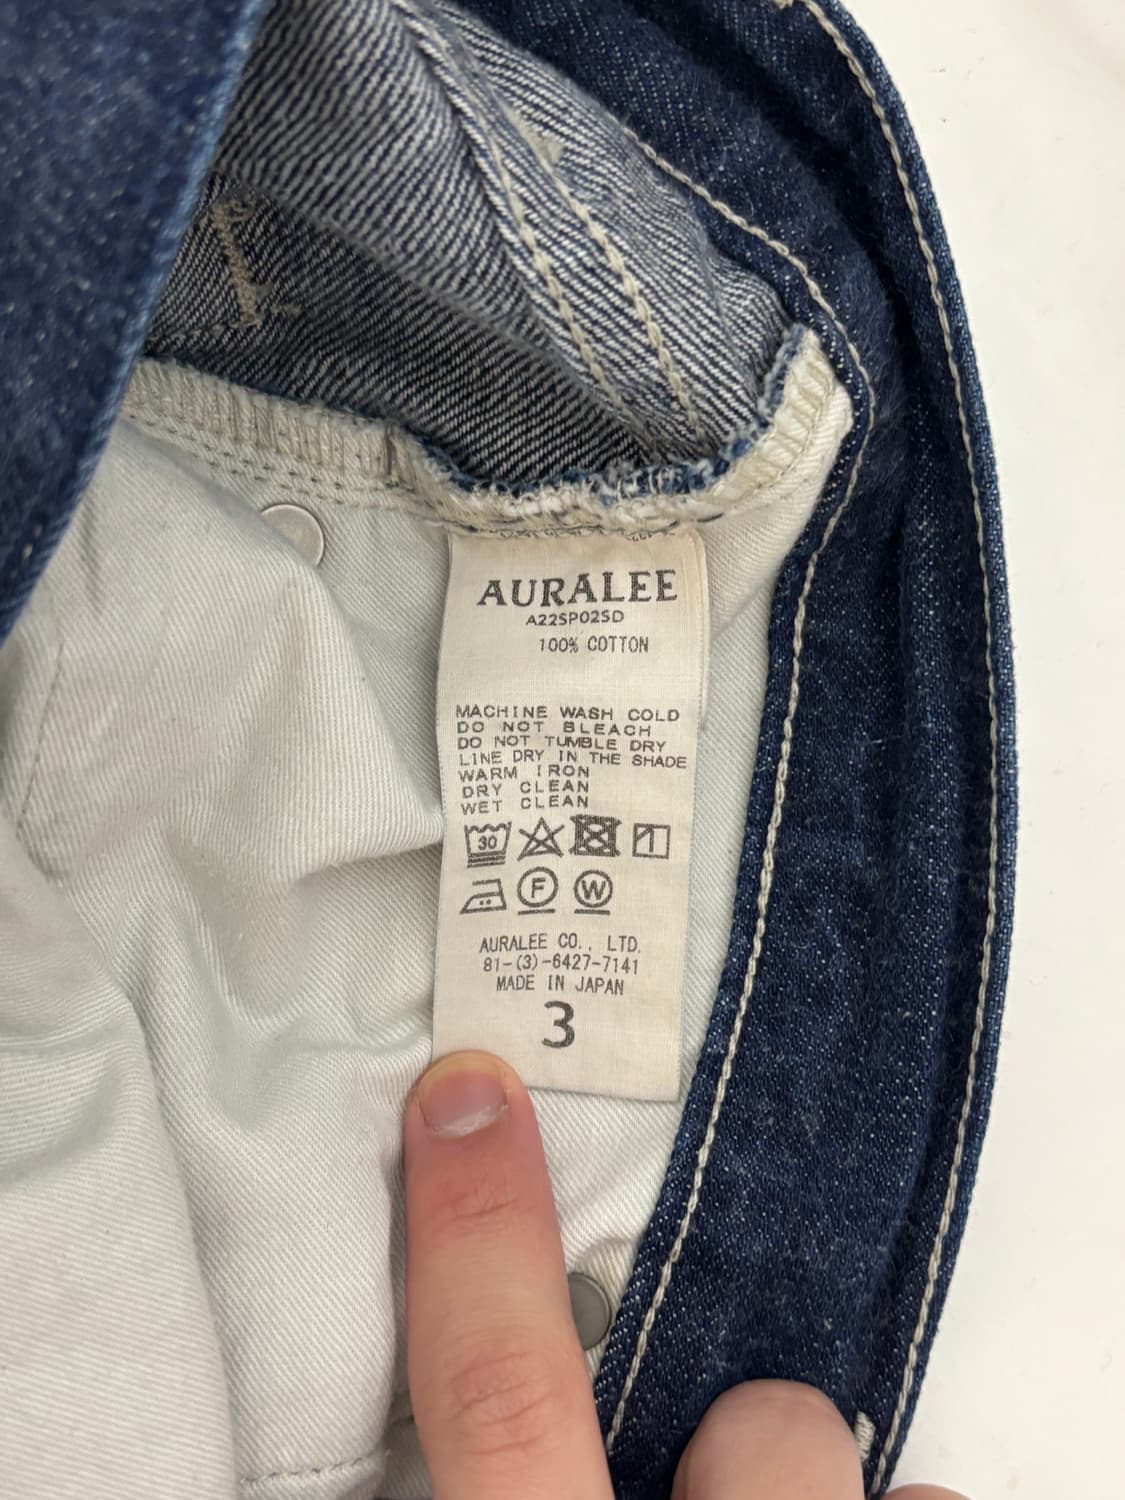 AURALEE
A22SP02SD
100% COTTON
MACHINE WASH COLD
DO NOT BLEACH
DO NOT TUMBLE DRY
LINE DRY IN THE SHADE
WARM IRON
DRY CLEAN
WET CLEAN
30
F W
AURALEE CO., LTD.
81-(3)-6427-7141
MADE IN JAPAN
3